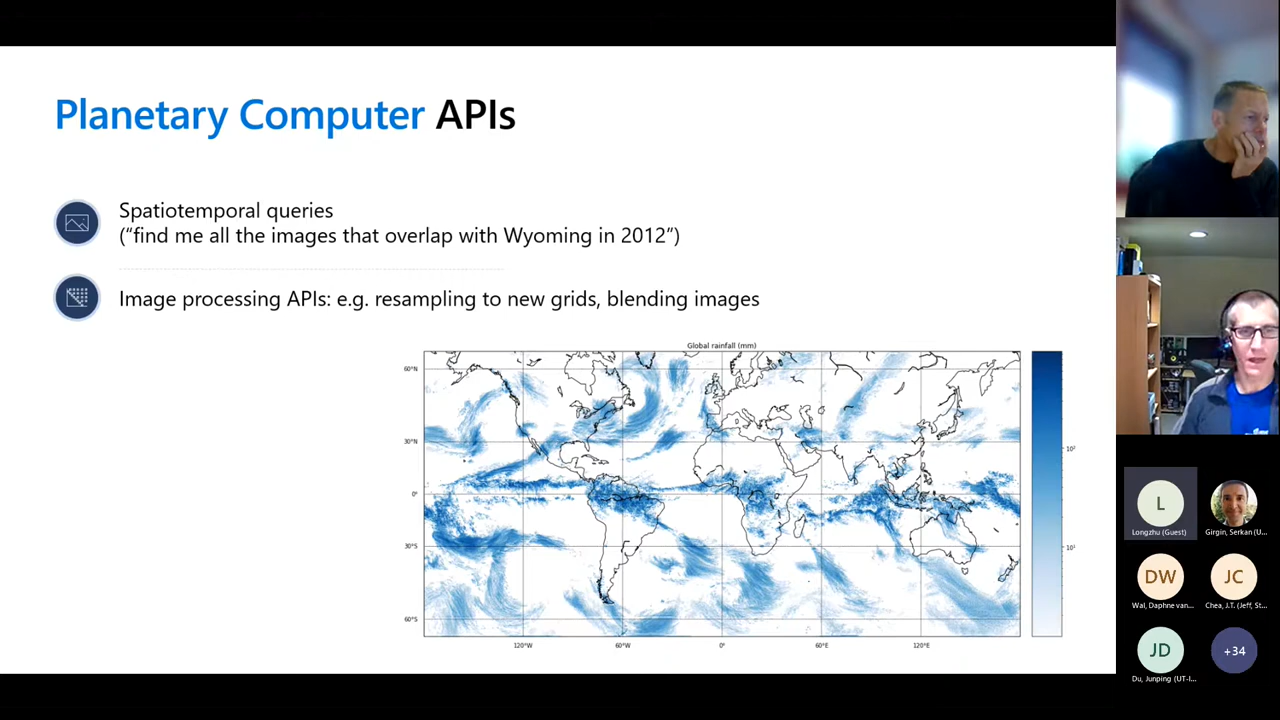 Planetary Computer APIs
Spatiotemporal queries
(“find me all the images that overlap with Wyoming in 2012”)
Image processing APIs: e.g. resampling to new grids, blending images
Global rainfall (mm)
60°N
30°N
0°
30°S
60°S
120°W
60°W
0°
60°E
120°E
10²
10¹
L
Longzhu (Guest)
Girgin, Serkan (U...
DW
Wal, Daphne van...
JC
Chea, J.T. (Jeff, St...
JD
Du, Junping (UT-I...
+34